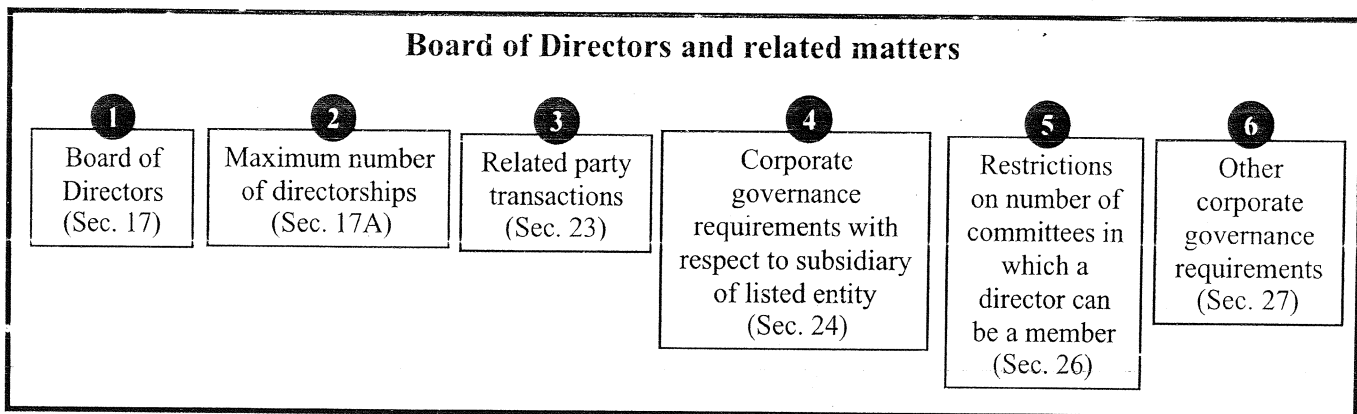 Board of Directors and related matters
1
Board of
Directors
(Sec. 17)
2
Maximum number
of directorships
(Sec. 17A)
3
Related party
transactions
(Sec. 23)
4
Corporate
governance
requirements with
respect to subsidiary
of listed entity
(Sec. 24)
5
Restrictions
on number of
committees in
which a
director can
be a member
(Sec. 26)
6
Other
corporate
governance
requirements
(Sec. 27)